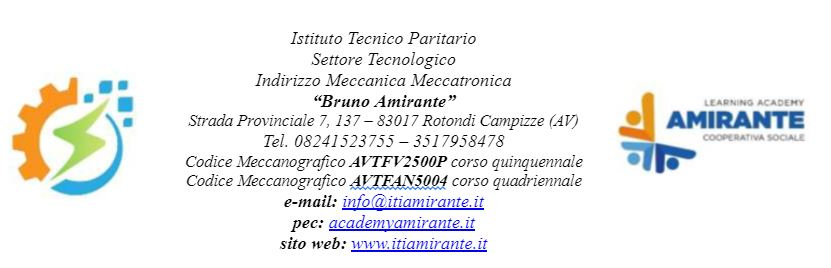 Istituto Tecnico Paritario
Settore Tecnologico
Indirizzo Meccanica Meccatronica
“Bruno Amirante”
Strada Provinciale 7, 137 – 83017 Rotondi Campizze (AV)
Tel. 08241523755 – 3517958478
Codice Meccanografico AVTFV2500P corso quinquennale
Codice Meccanografico AVTFAN5004 corso quadriennale
e-mail: info@itiamirante.it
pec: academyamirante.it
sito web: www.itiamirante.it
LEARNING ACADEMY
AMIRANTE
COOPERATIVA SOCIALE